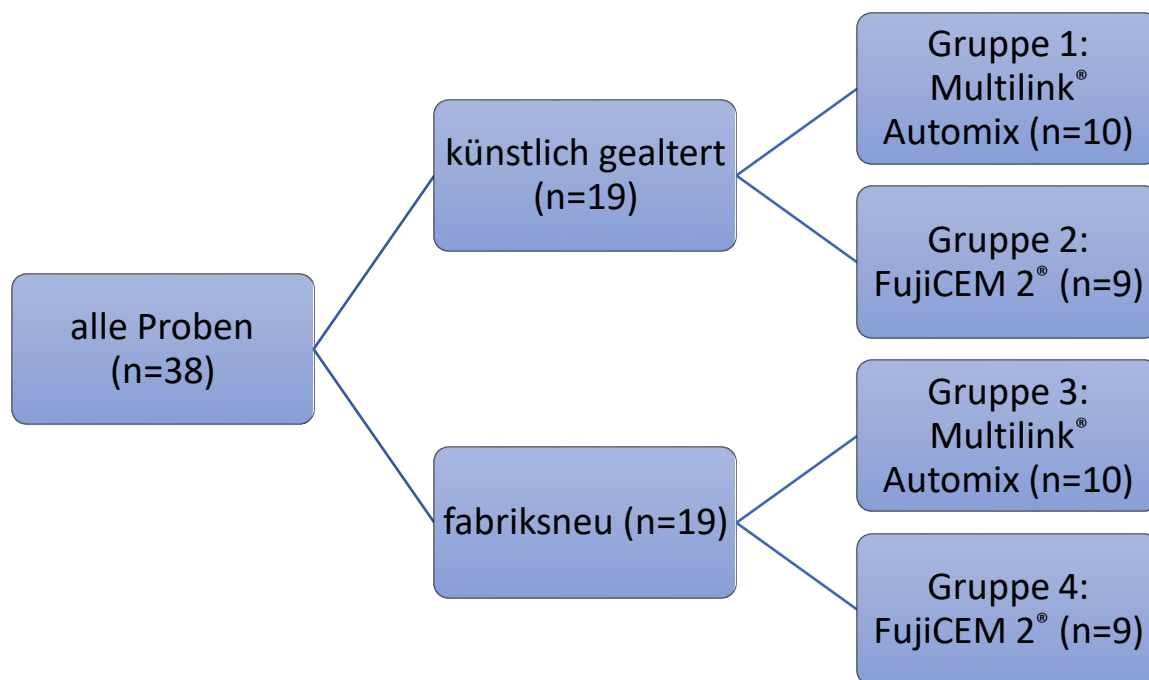 alle Proben
(n=38)
künstlich gealtert
(n=19)
fabriksneu (n=19)
Gruppe 1:
Multilink®
Automix (n=10)
Gruppe 2:
FujiCEM 2® (n=9)
Gruppe 3:
Multilink®
Automix (n=10)
Gruppe 4:
FujiCEM 2® (n=9)